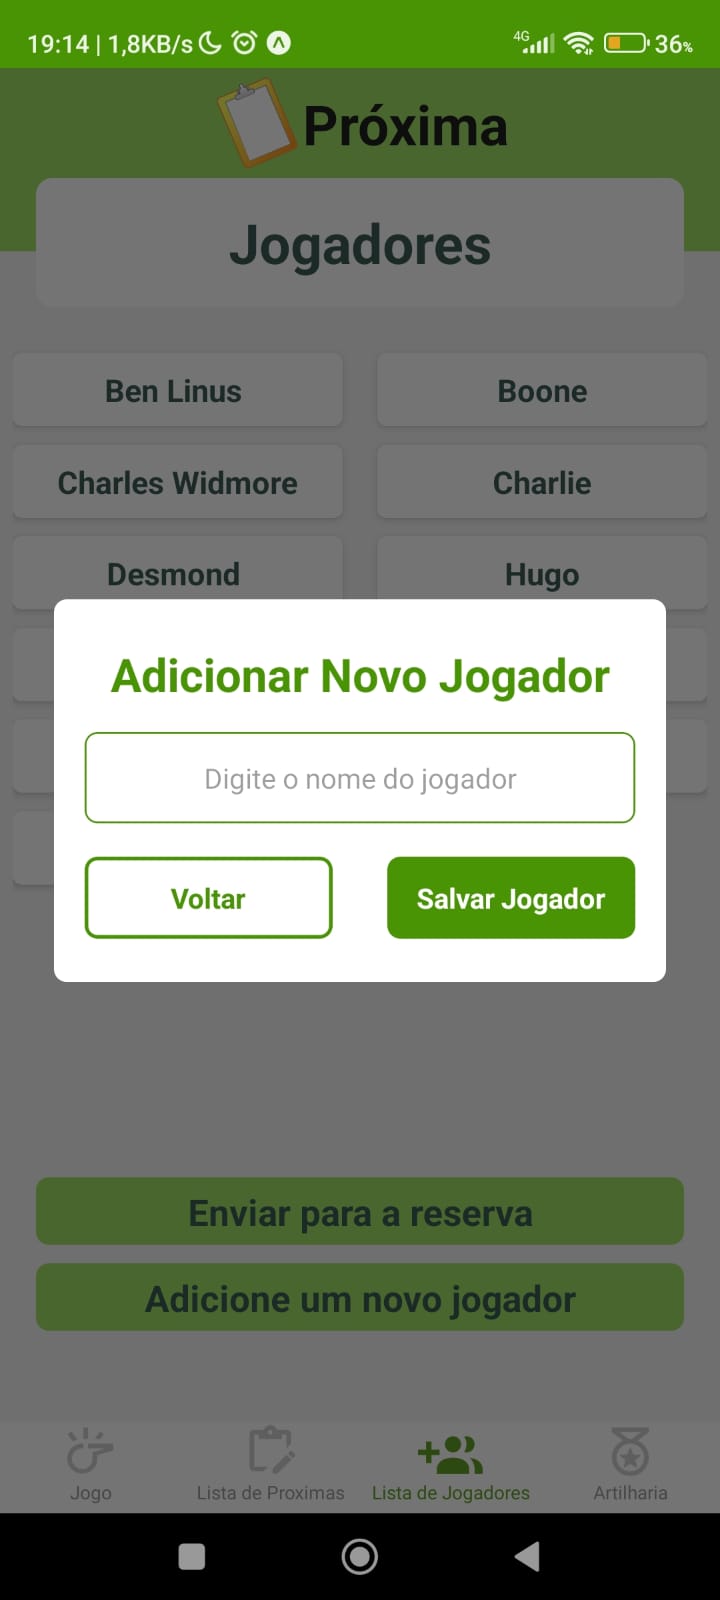 19:14 | 1,8KB/s
4G
36%
Próxima
Jogadores
Ben Linus
Boone
Charles Widmore
Charlie
Desmond
Hugo
Adicionar Novo Jogador
Digite o nome do jogador
Voltar
Salvar Jogador
Enviar para a reserva
Adicione um novo jogador
Jogo
Lista de Proximas
Lista de Jogadores
Artilharia